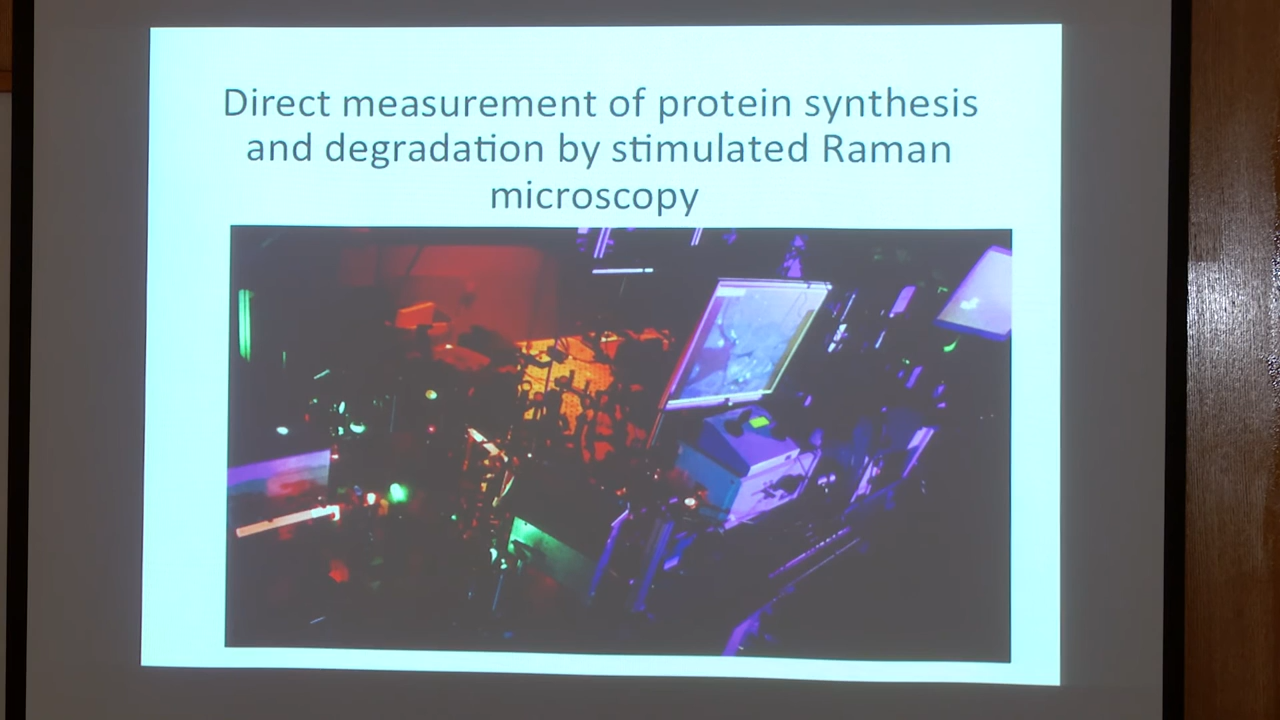 Direct measurement of protein synthesis
and degradation by stimulated Raman
microscopy